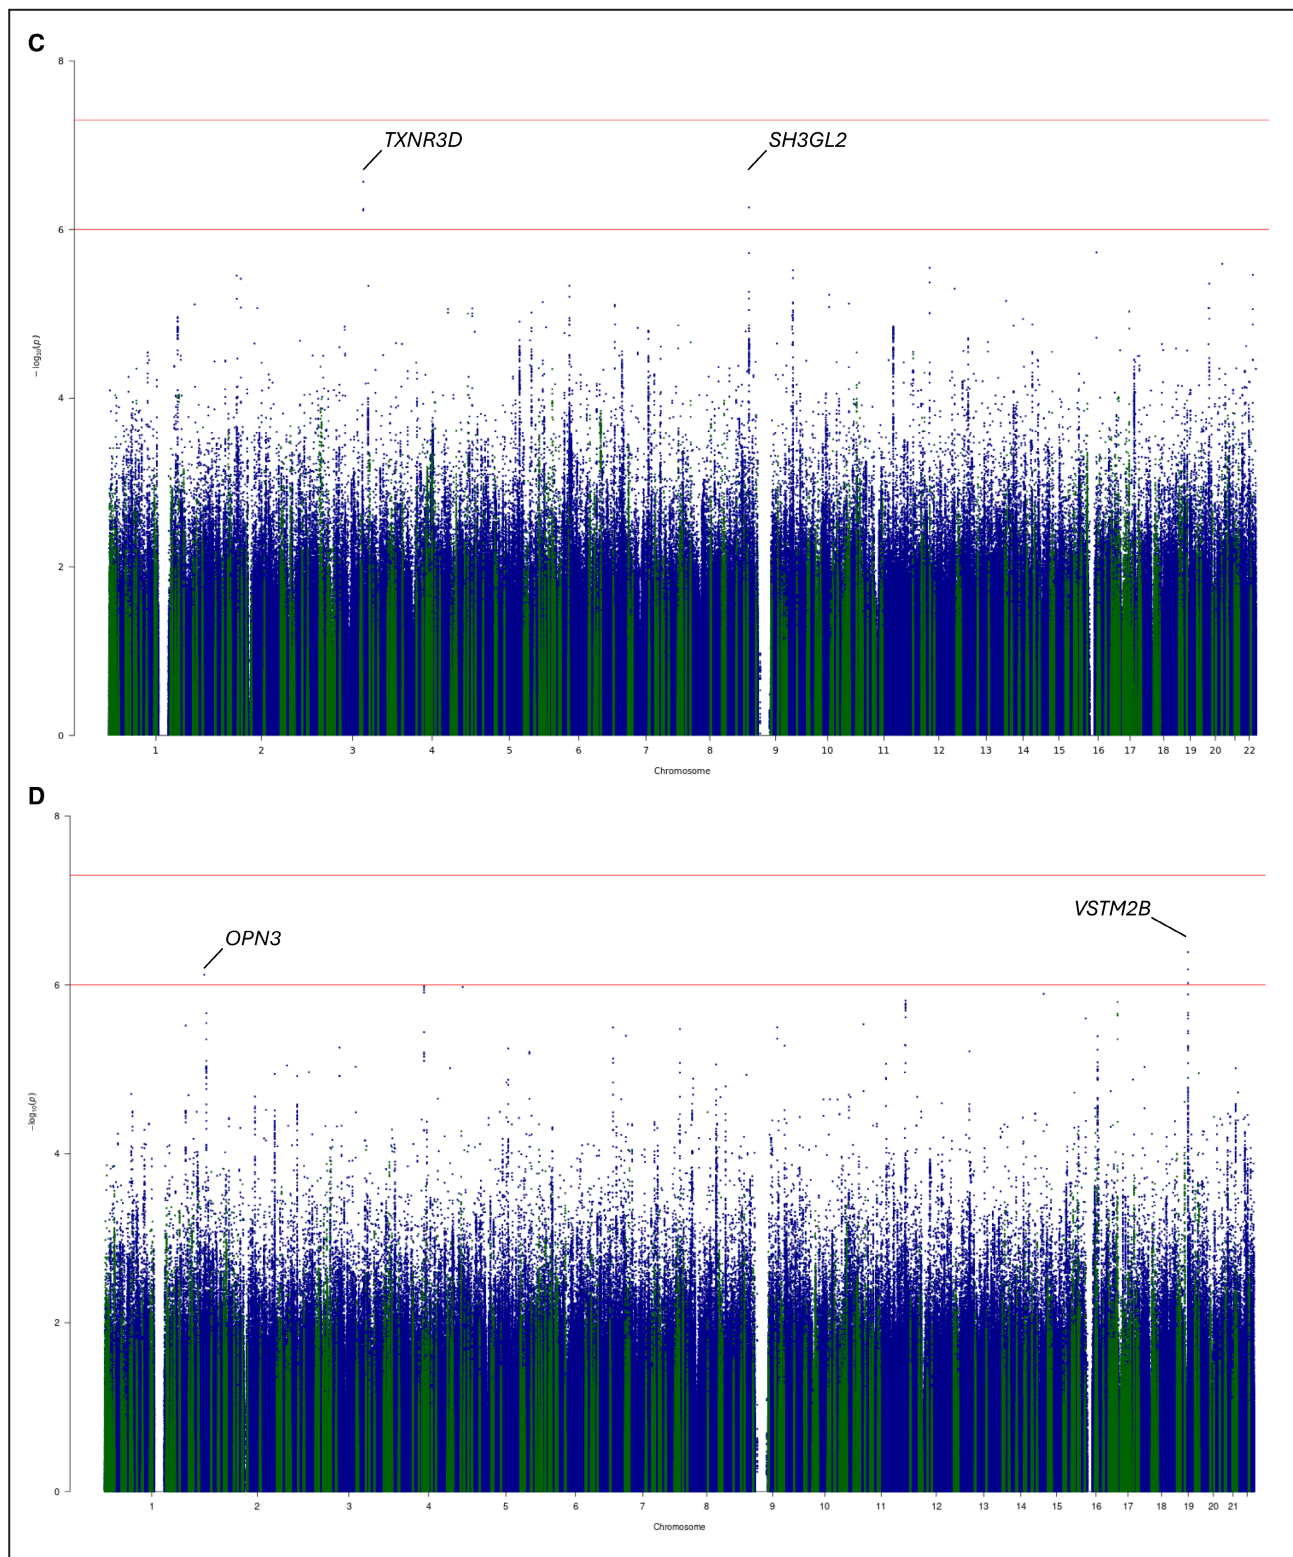 C
8
TXNR3D
SH3GL2
6
− log₁₀(p)
4
2
0
1 2 3 4 5 6 7 8 9 10 11 12 13 14 15 16 17 18 19 20 22
Chromosome
D
8
VSTM2B
OPN3
6
−log₁₀(p)
4
2
0
1 2 3 4 5 6 7 8 9 10 11 12 13 14 15 16 17 18 19 20 21
Chromosome